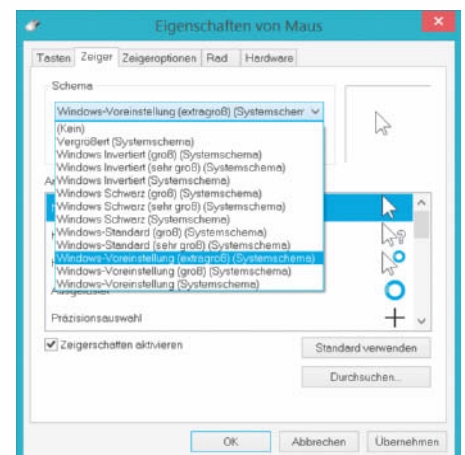 Eigenschaften von Maus
Tasten Zeiger Zeigeroptionen Rad Hardware
Schema
Windows-Voreinstellung (extragroß) (Systemscherr
(Kein)
Vergrößert (Systemschema)
Windows Invertiert (groß) (Systemschema)
Windows Invertiert (sehr groß) (Systemschema)
Windows Invertiert (Systemschema)
Windows Schwarz (groß) (Systemschema)
Windows Schwarz (sehr groß) (Systemschema)
Windows Schwarz (Systemschema)
Windows-Standard (groß) (Systemschema)
Windows-Standard (sehr groß) (Systemschema)
Windows-Voreinstellung (extragroß) (Systemschema)
Windows-Voreinstellung (groß) (Systemschema)
Windows-Voreinstellung (Systemschema)
Präzisionsauswahl
Zeigerschatten aktivieren
Standard verwenden
Durchsuchen...
OK Abbrechen Übernehmen